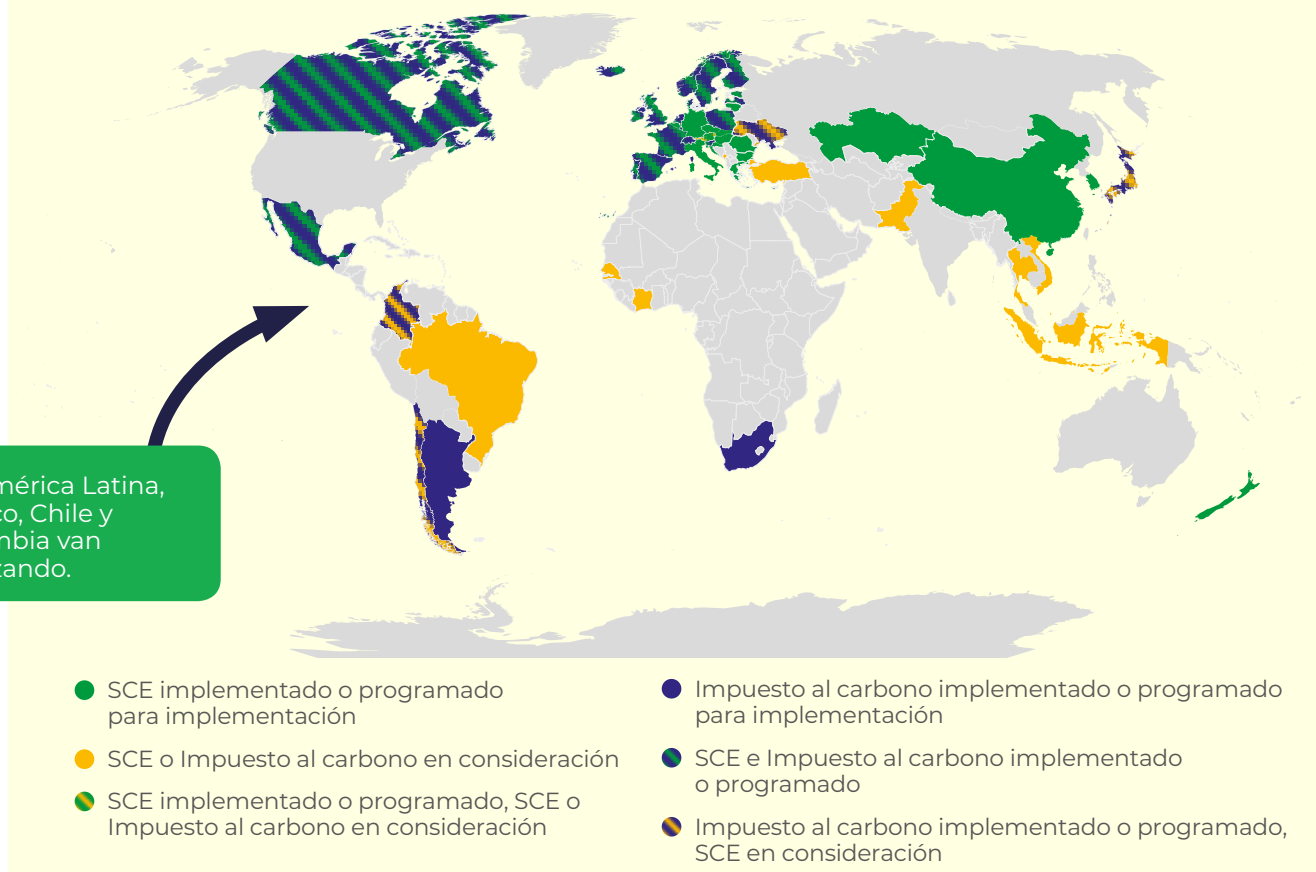 mérica Latina,
co, Chile y
mbia van
zando.
SCE implementado o programado
para implementación
SCE o Impuesto al carbono en consideración
SCE implementado o programado, SCE o
Impuesto al carbono en consideración
Impuesto al carbono implementado o programado
para implementación
SCE e Impuesto al carbono implementado
o programado
Impuesto al carbono implementado o programado,
SCE en consideración